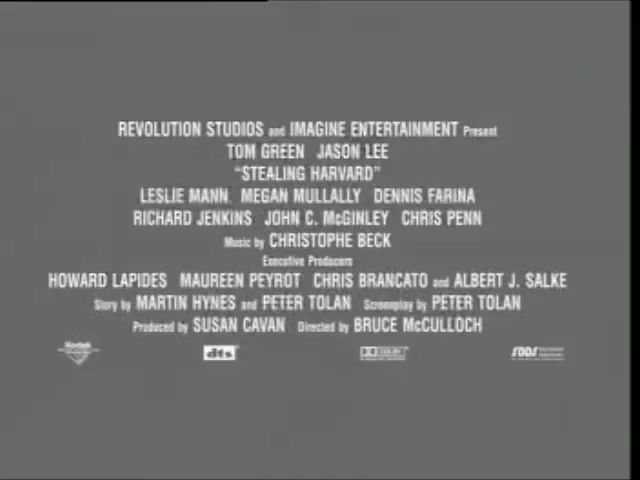 REVOLUTION STUDIOS and IMAGINE ENTERTAINMENT Present
TOM GREEN JASON LEE
"STEALING HARVARD"
LESLIE MANN MEGAN MULLALLY DENNIS FARINA
RICHARD JENKINS JOHN C. McGINLEY CHRIS PENN
Music by CHRISTOPHE BECK
Executive Producers
HOWARD LAPIDES MAUREEN PEYROT CHRIS BRANCATO and ALBERT J. SALKE
Story by MARTIN HYNES and PETER TOLAN Screenplay by PETER TOLAN
Produced by SUSAN CAVAN Directed by BRUCE McCULLOCH
Kodak dts DOLBY SDDS